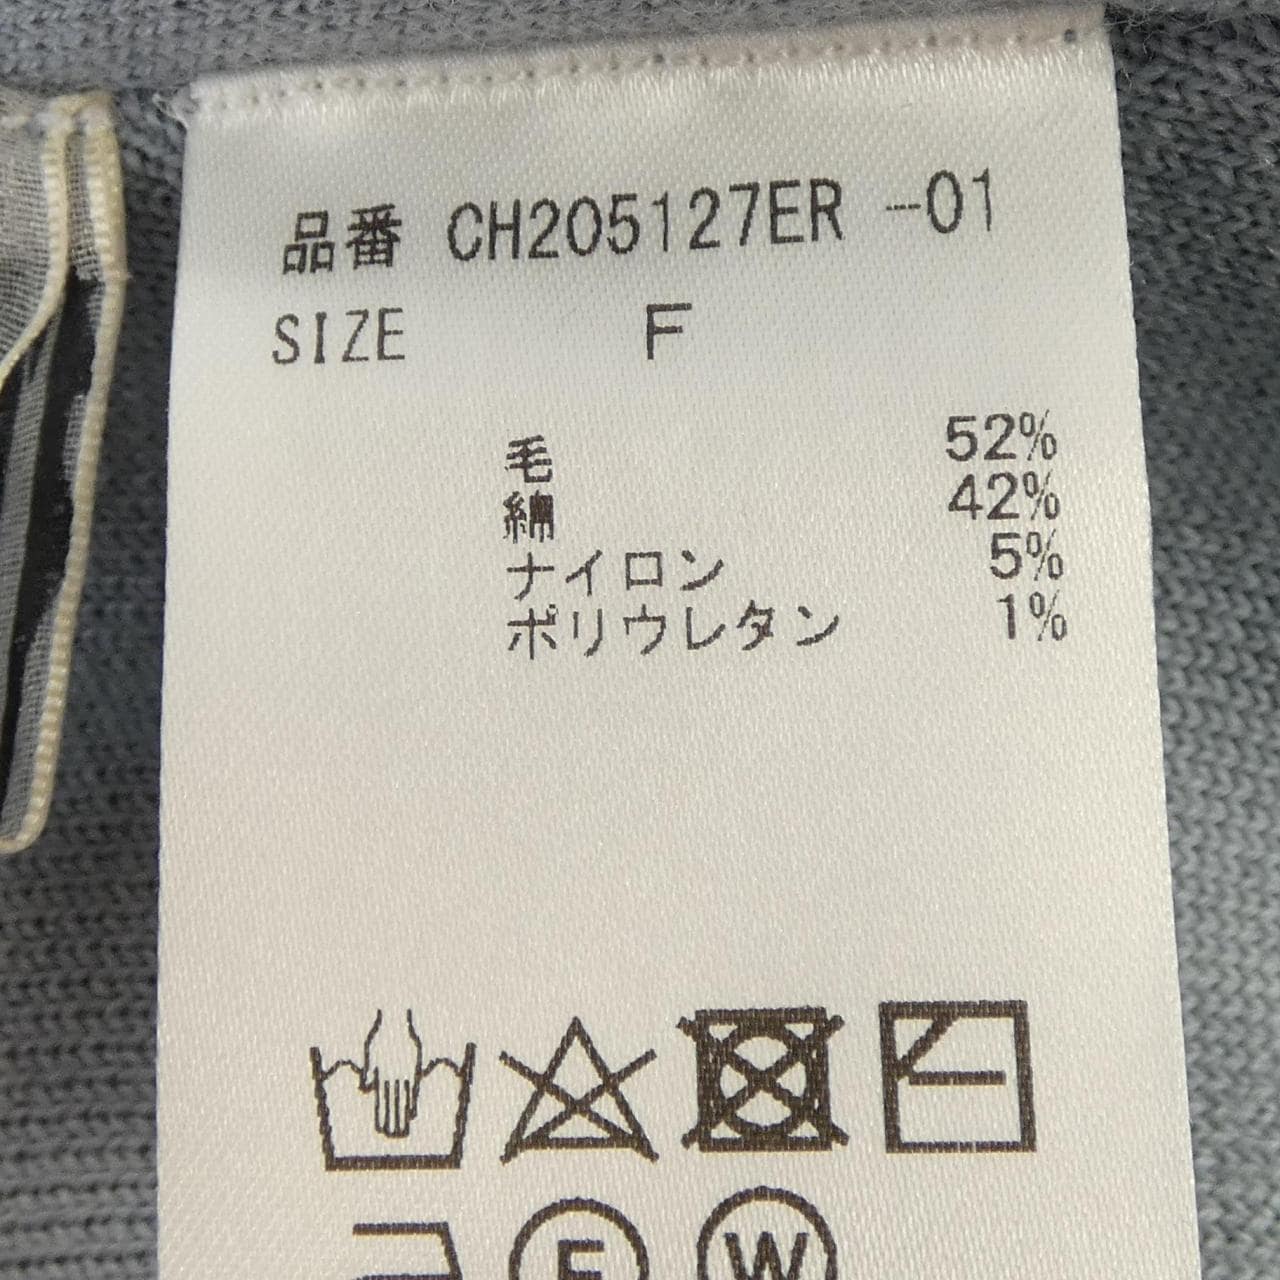 品番 CH205127ER -01
SIZE F
毛 52%
綿 42%
ナイロン 5%
ポリウレタン 1%
F W